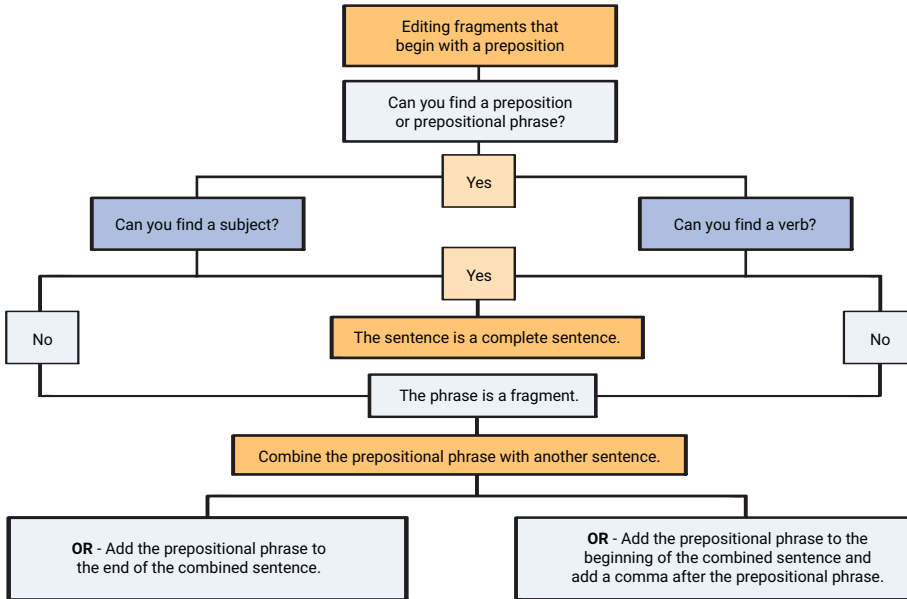 Editing fragments that
begin with a preposition
Can you find a preposition
or prepositional phrase?
Yes
Can you find a subject?
Can you find a verb?
Yes
No
The sentence is a complete sentence.
No
The phrase is a fragment.
Combine the prepositional phrase with another sentence.
OR - Add the prepositional phrase to
the end of the combined sentence.
OR - Add the prepositional phrase to the
beginning of the combined sentence and
add a comma after the prepositional phrase.